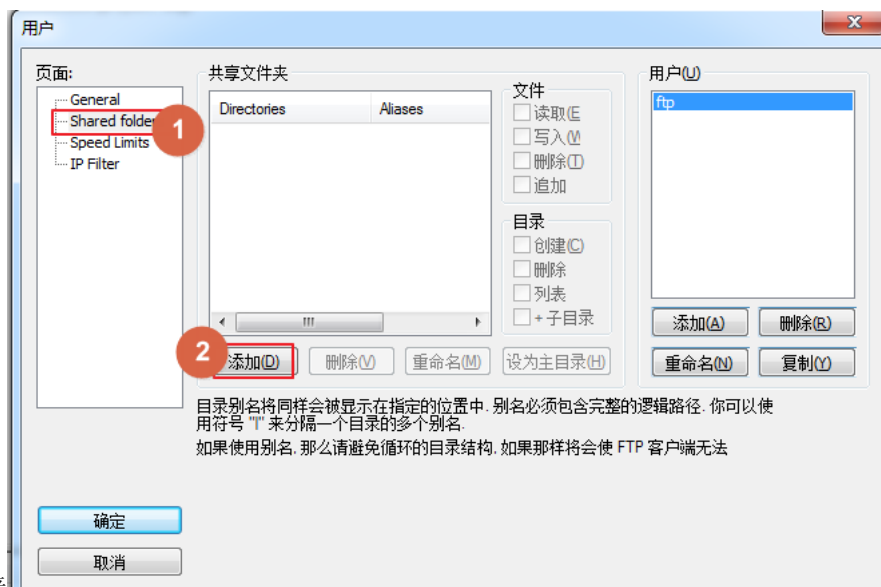 用户
页面:
General
Shared folde
Speed Limits
IP Filter
1
共享文件夹
Directories Aliases
文件
读取(E
写入(W
删除(T)
追加
目录
创建(C)
删除
列表
+子目录
2
添加(D) 删除(V) 重命名(M) 设为主目录(H)
用户(U)
ftp
添加(A) 删除(R)
重命名(N) 复制(Y)
目录别名将同样会被显示在指定的位置中. 别名必须包含完整的逻辑路径. 你可以使
用符号 "|" 来分隔一个目录的多个别名.
如果使用别名, 那么请避免循环的目录结构, 如果那样将会使 FTP 客户端无法
确定
取消